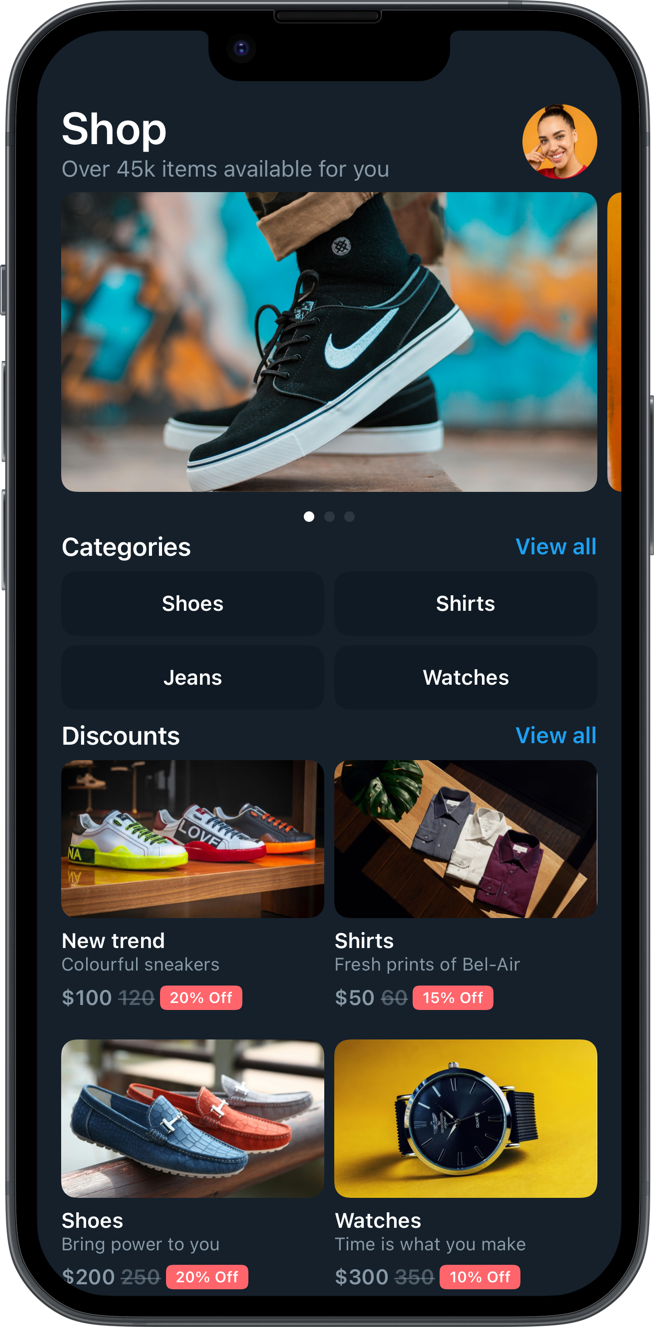 Shop
Over 45k items available for you
Categories
View all
Shoes
Shirts
Jeans
Watches
Discounts
View all
NA
LOVE
New trend
Colourful sneakers
$100 120 20% Off
Shirts
Fresh prints of Bel-Air
$50 60 15% Off
Shoes
Bring power to you
$200 250 20% Off
Watches
Time is what you make
$300 350 10% Off